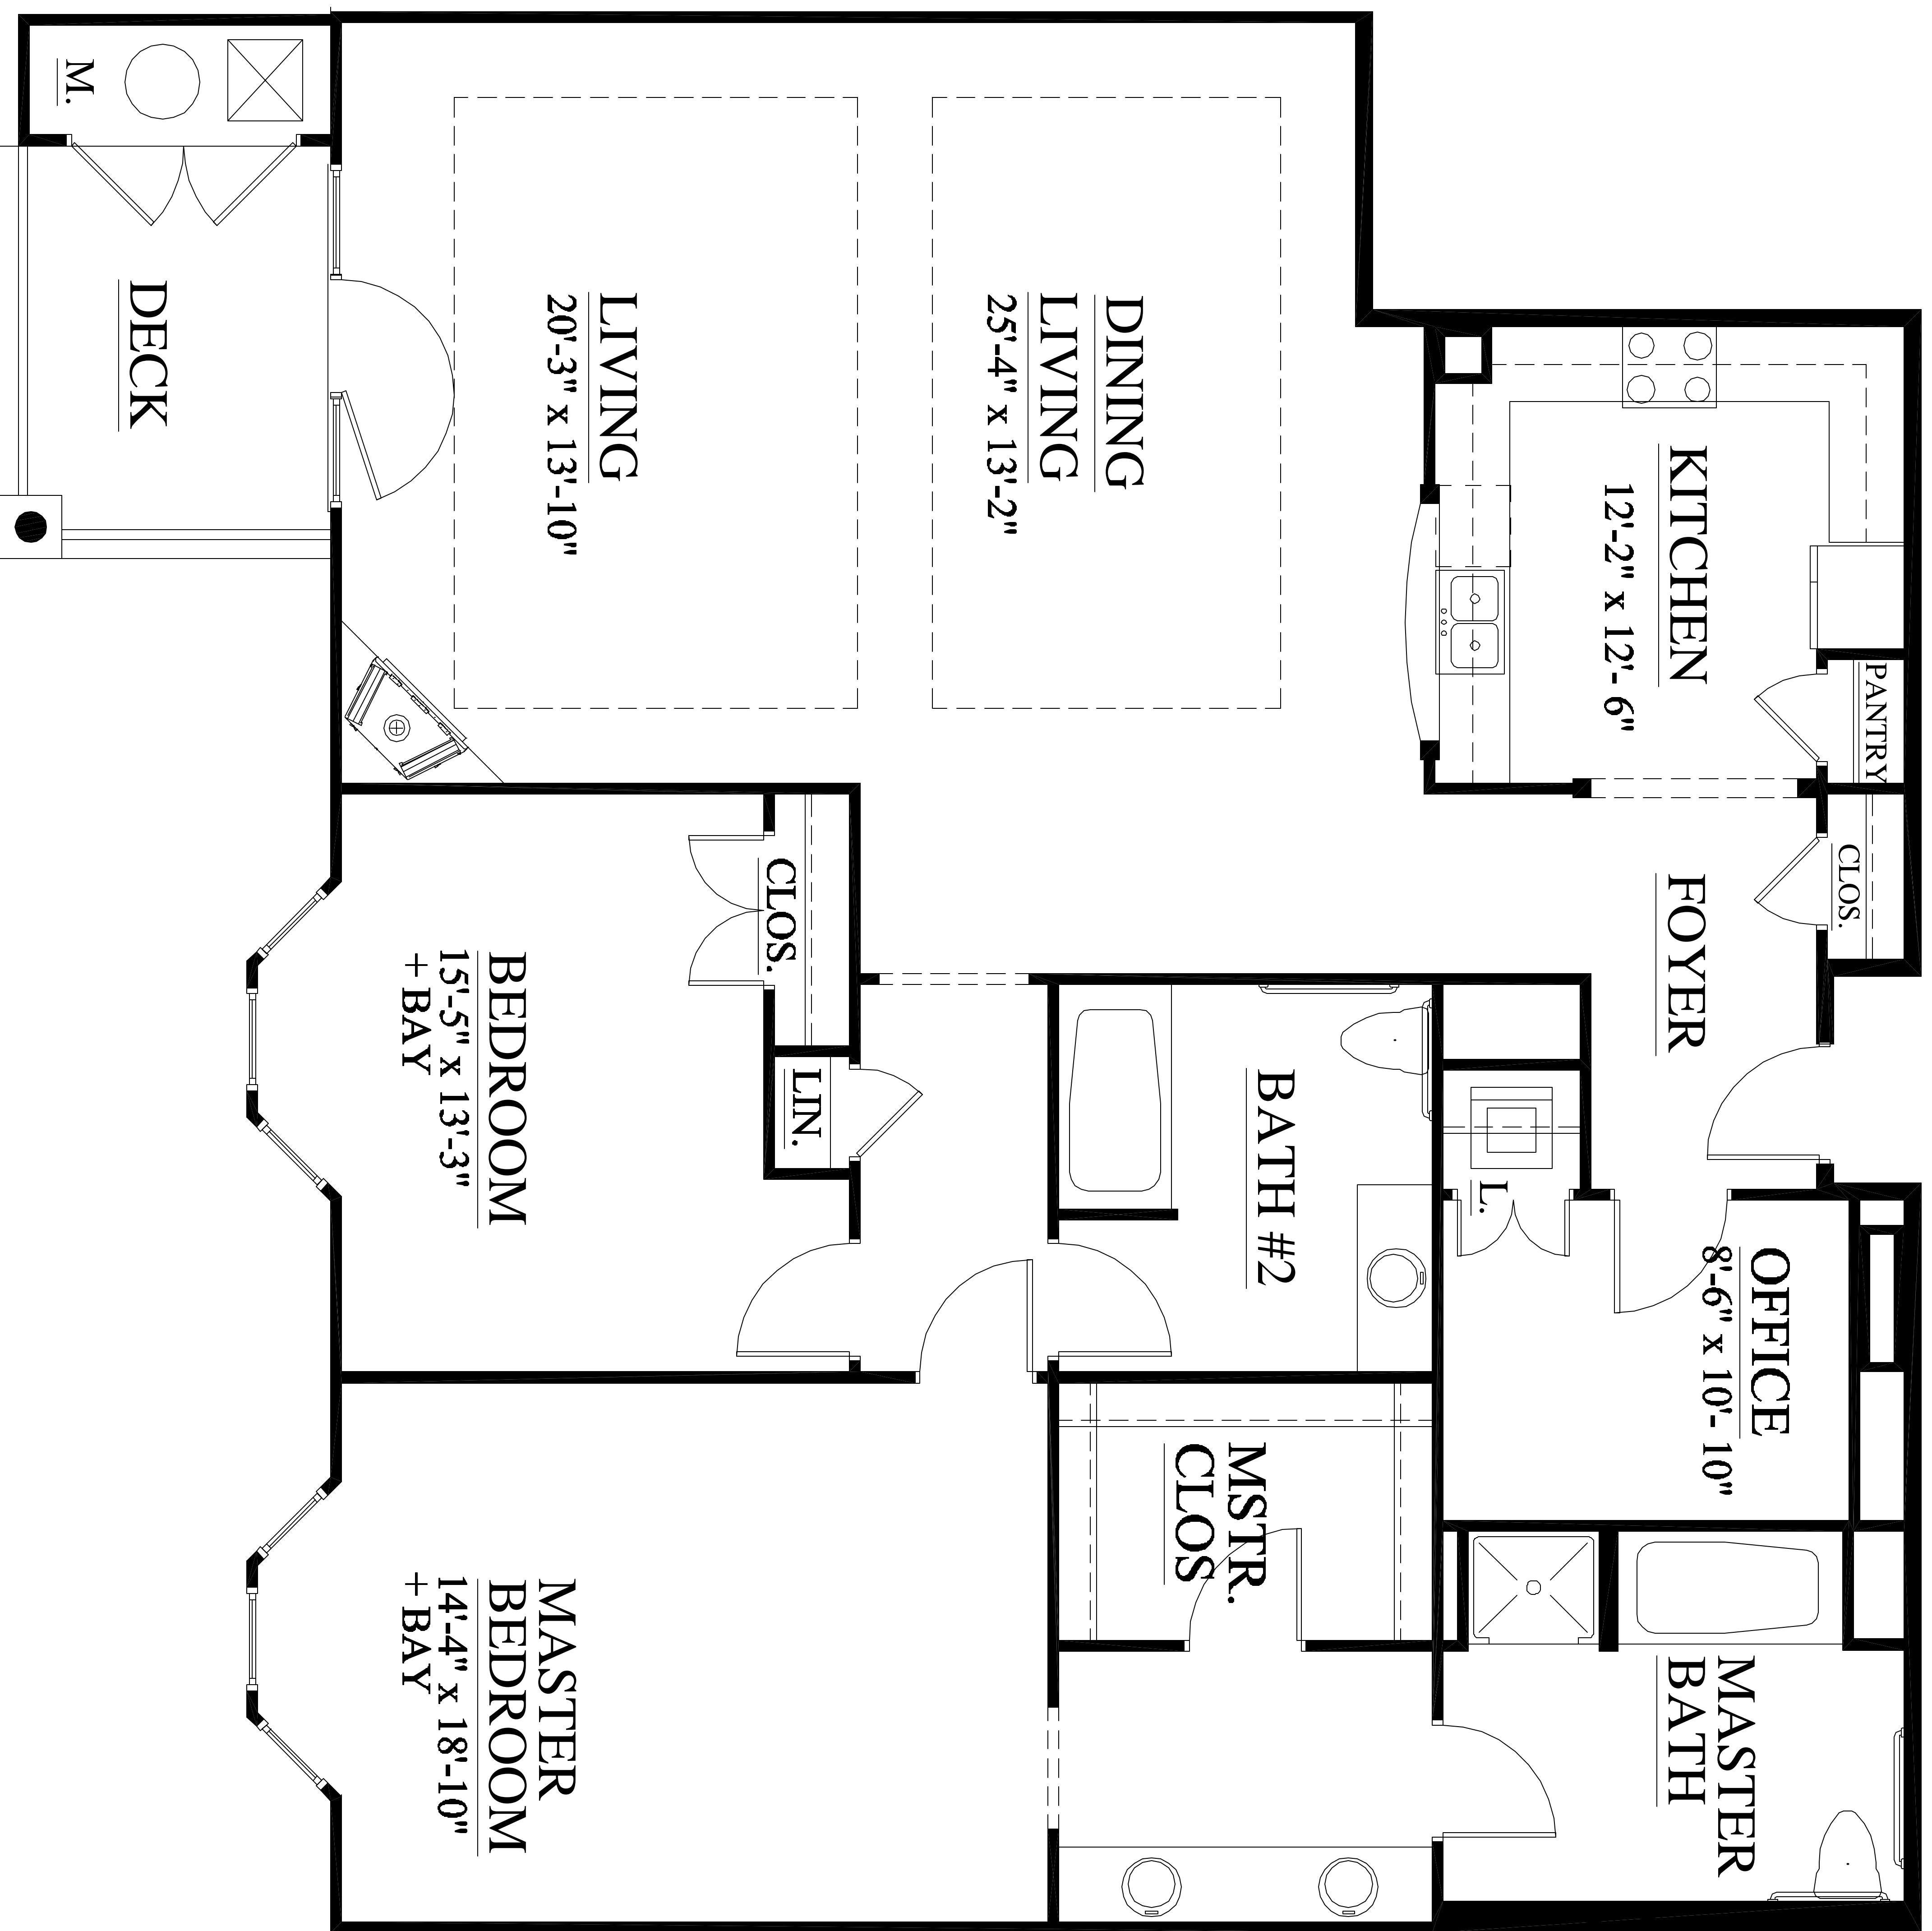 M.
DECK
LIVING
20'-3" x 13'-10"
DINING
LIVING
25'-4" x 13'-2"
KITCHEN
12'-2" x 12'- 6"
PANTRY
CLOS.
FOYER
CLOS.
BEDROOM
15'-5" x 13'-3"
+ BAY
LIN.
BATH #2
L.
OFFICE
8'-6" x 10'- 10"
MSTR.
CLOS.
MASTER
BEDROOM
14'-4" x 18'-10"
+ BAY
MASTER
BATH